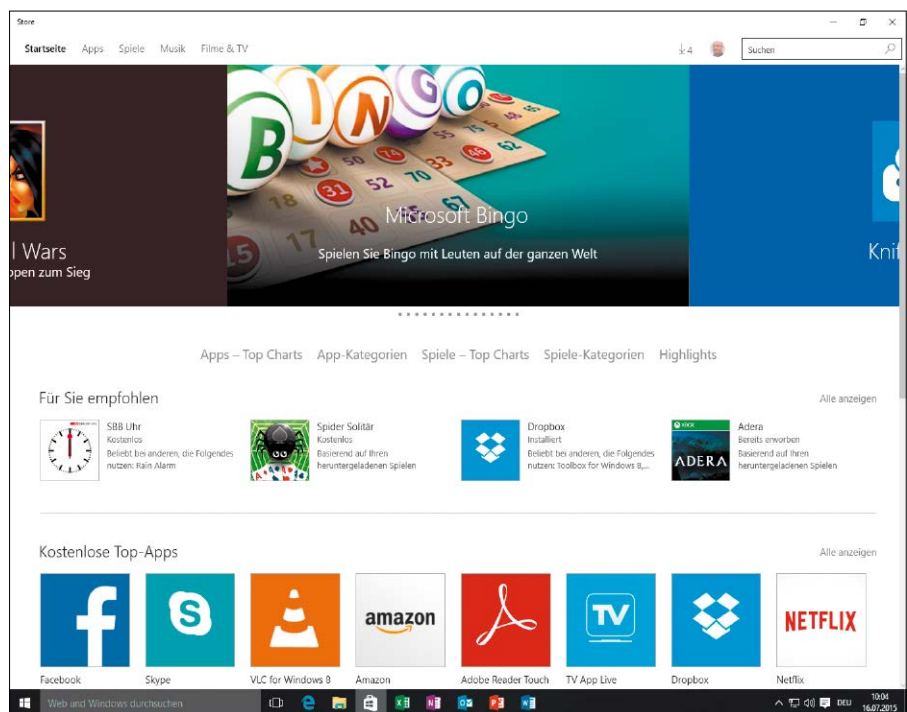 Store
Startseite Apps Spiele Musik Filme & TV
4
Suchen
BINGO
Microsoft Bingo
Spielen Sie Bingo mit Leuten auf der ganzen Welt
l Wars
ppen zum Sieg
Knif
Apps – Top Charts App-Kategorien Spiele – Top Charts Spiele-Kategorien Highlights
Für Sie empfohlen
Alle anzeigen
SBB Uhr
Kostenlos
Beliebt bei anderen, die Folgendes
nutzen: Rain Alarm
Spider Solitär
Kostenlos
Basierend auf Ihren
heruntergeladenen Spielen
Dropbox
Installiert
Beliebt bei anderen, die Folgendes
nutzen: Toolbox for Windows 8,...
XBOX
ADERA
Adera
Bereits erworben
Basierend auf Ihren
heruntergeladenen Spielen
Kostenlose Top-Apps
Alle anzeigen
amazon
TV
NETFLIX
Facebook Skype VLC for Windows 8 Amazon Adobe Reader Touch TV App Live Dropbox Netflix
Web und Windows durchsuchen
DEU
10:04
16.07.2015